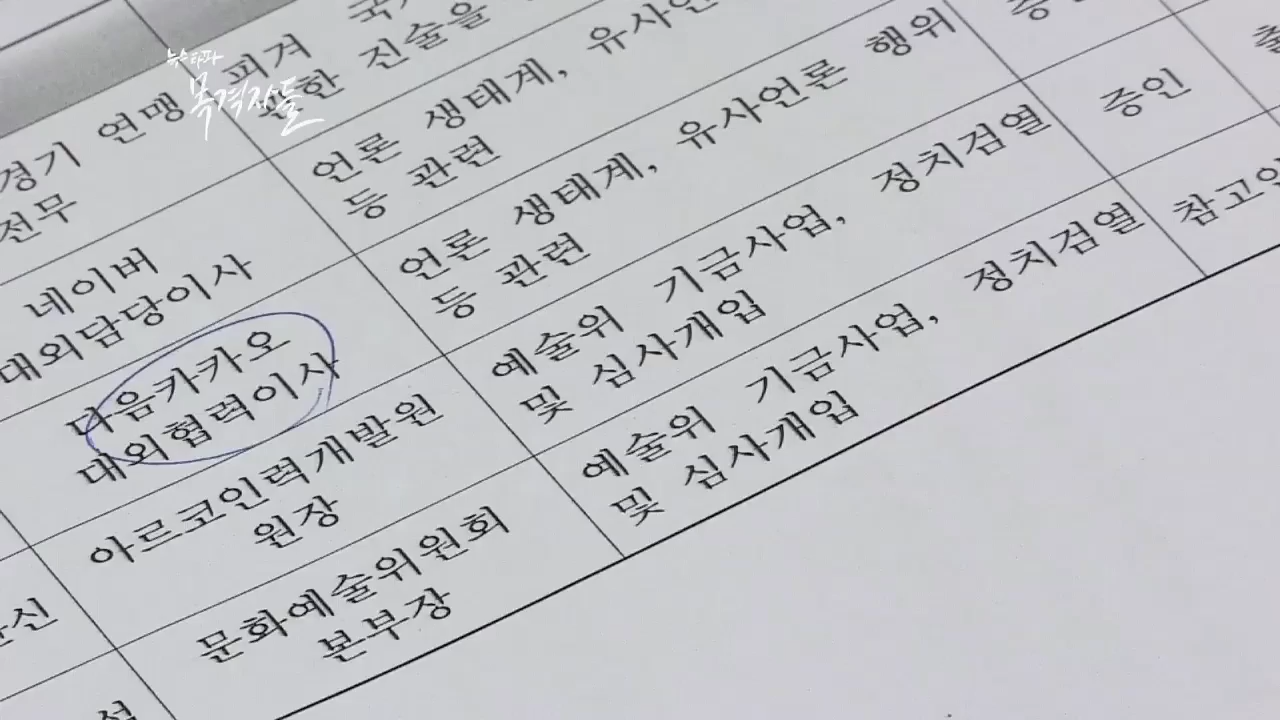 뉴스타파
목격자들
진술을
경기 연맹
전무
네이버
대외담당이사
언론 생태계,
등 관련
다음카카오
대외협력이사
언론 생태계, 유사언론 행위
등 관련
아르코인력개발원
원장
예술위 기금사업, 정치검열
및 심사개입
증인
문화예술위원회
본부장
예술위 기금사업, 정치검열
및 심사개입
참고인